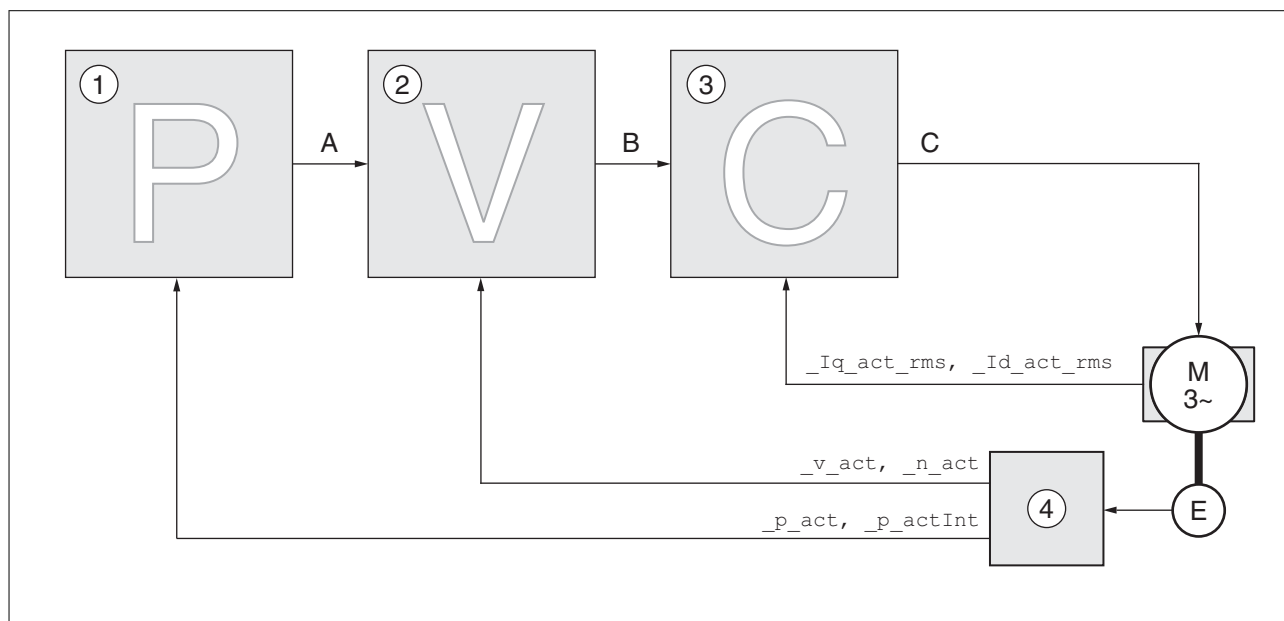 1
P
A
2
V
B
3
C
C
_Iq_act_rms, _Id_act_rms
M
3~
_v_act, _n_act
_p_act, _p_actInt
4
E